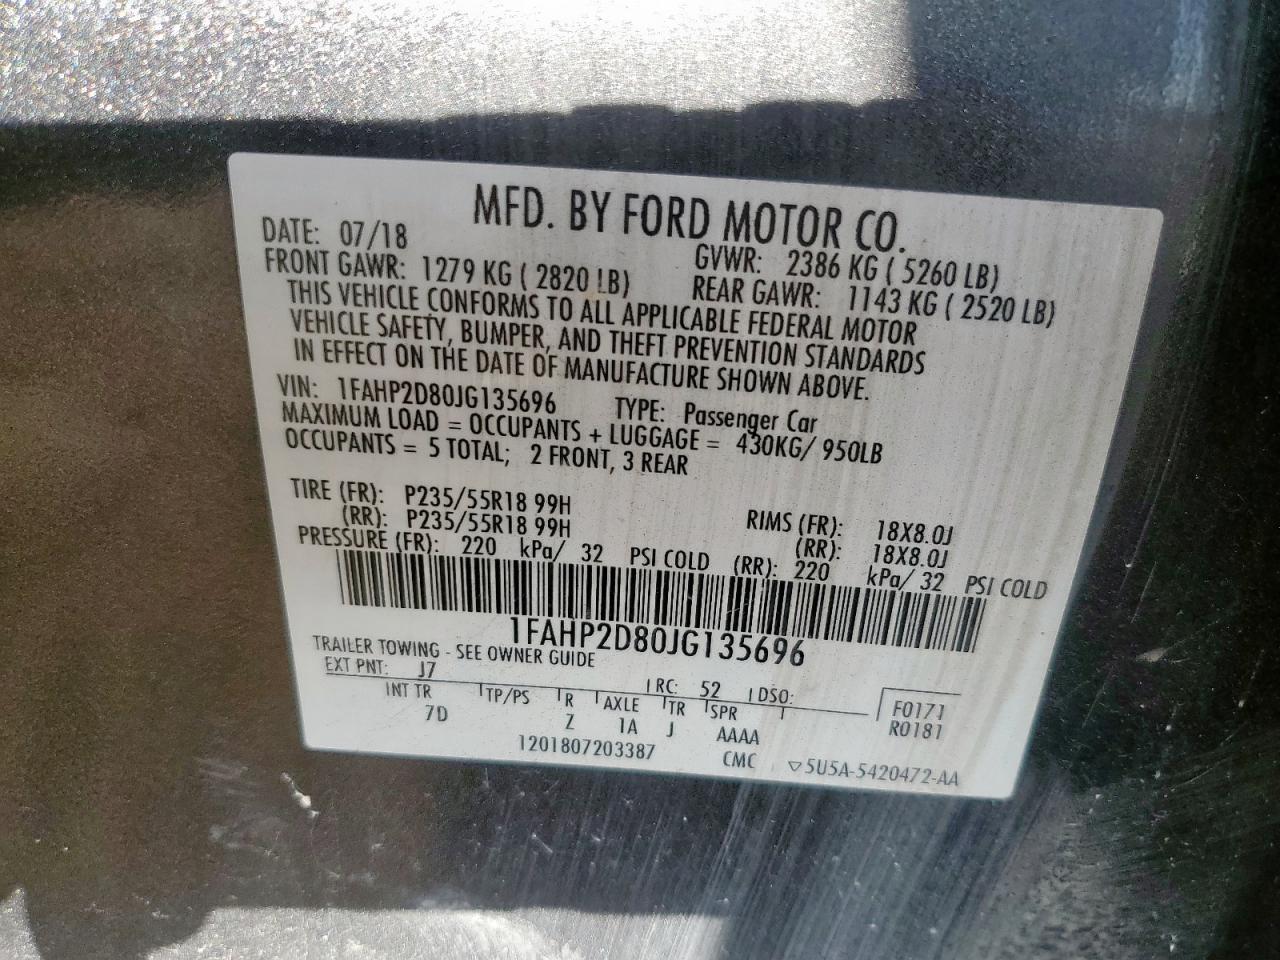 MFD. BY FORD MOTOR CO.
DATE: 07/18 GVWR: 2386 KG ( 5260 LB)
FRONT GAWR: 1279 KG ( 2820 LB) REAR GAWR: 1143 KG ( 2520 LB)
THIS VEHICLE CONFORMS TO ALL APPLICABLE FEDERAL MOTOR
VEHICLE SAFETY, BUMPER, AND THEFT PREVENTION STANDARDS
IN EFFECT ON THE DATE OF MANUFACTURE SHOWN ABOVE.
VIN: 1FAHP2D80JG135696 TYPE: Passenger Car
MAXIMUM LOAD = OCCUPANTS + LUGGAGE = 430KG/ 950LB
OCCUPANTS = 5 TOTAL; 2 FRONT, 3 REAR
TIRE (FR): P235/55R18 99H RIMS (FR): 18X8.0J
(RR): P235/55R18 99H (RR): 18X8.0J
PRESSURE (FR): 220 kPa/ 32 PSI COLD (RR): 220 kPa/ 32 PSI COLD
1FAHP2D80JG135696
TRAILER TOWING - SEE OWNER GUIDE
EXT PNT: J7 RC: 52 DSO:
INT TR TP/PS R AXLE TR SPR F0171
7D Z 1A J AAAA R0181
1201807203387 CMC ▽5U5A-5420472-AA